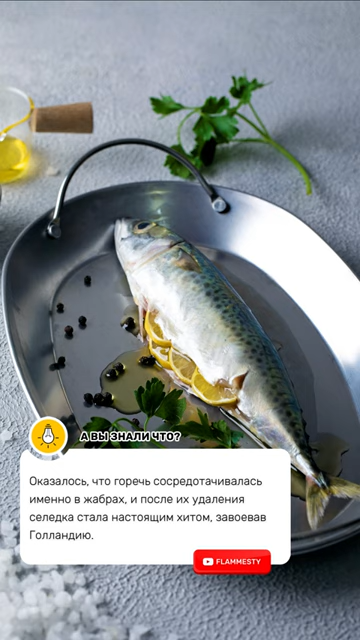 А ВЫ ЗНАЛИ ЧТО?
Оказалось, что горечь сосредотачивалась
именно в жабрах, и после их удаления
селедка стала настоящим хитом, завоевав
Голландию.
FLAMMESTY